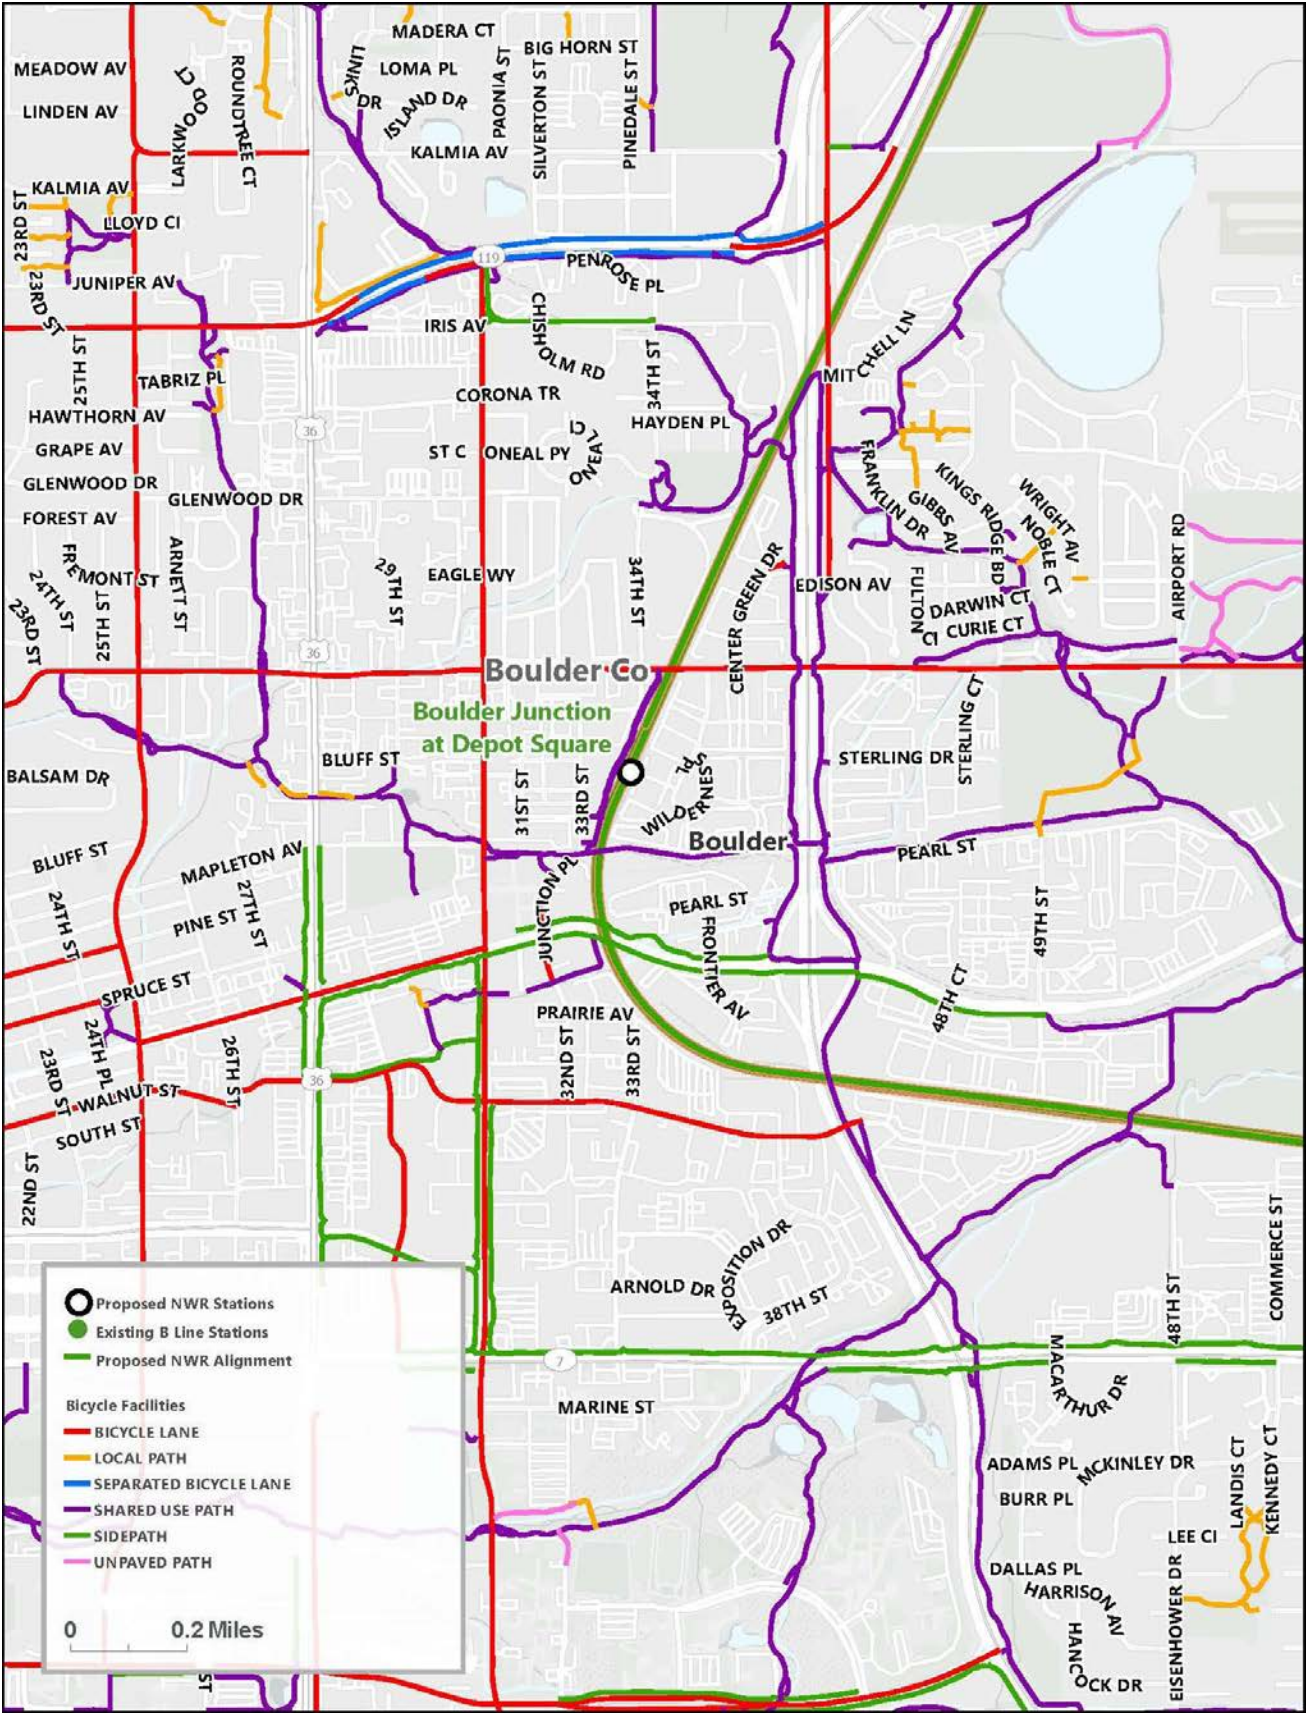 MADERA CT
BIG HORN ST
LINKS DR
LOMA PL
MEADOW AV
LARKWOOD CT
ROUNDTREE CT
ISLAND DR
PAONIA ST
SILVERTON ST
PINEDALE ST
LINDEN AV
KALMIA AV
KALMIA AV
23RD ST
LLOYD CI
119
PENROSE PL
JUNIPER AV
23RD ST
IRIS AV
CHISHOLM RD
25TH ST
34TH ST
MITCHELL LN
TABRIZ PL
CORONA TR
HAWTHORN AV
HAYDEN PL
36
ONEAL CI
GRAPE AV
ST C
ONEAL PY
FRANKLIN DR
KINGS RIDGE BD
GIBBS AV
WRIGHT AV
NOBLE CT
GLENWOOD DR
GLENWOOD DR
FOREST AV
AIRPORT RD
FREMONT ST
24TH ST
23RD ST
25TH ST
ARNETT ST
29TH ST
EAGLE WY
34TH ST
CENTER GREEN DR
EDISON AV
FULTON CI
DARWIN CT
CURIE CT
36
Boulder Co
Boulder Junction
at Depot Square
STERLING CT
BLUFF ST
STERLING DR
BALSAM DR
31ST ST
33RD ST
WILDERNESS PL
Boulder
BLUFF ST
MAPLETON AV
PEARL ST
JUNCTION PL
24TH ST
27TH ST
PINE ST
PEARL ST
FRONTIER AV
49TH ST
SPRUCE ST
48TH CT
PRAIRIE AV
24TH PL
23RD ST
26TH ST
32ND ST
33RD ST
36
WALNUT ST
SOUTH ST
22ND ST
EXPOSITION DR
ARNOLD DR
38TH ST
48TH ST
COMMERCE ST
7
MACARTHUR DR
MARINE ST
ADAMS PL
MCKINLEY DR
LANDIS CT
KENNEDY CT
BURR PL
LEE CI
DALLAS PL
HARRISON AV
HANCOCK DR
EISENHOWER DR
ST
Proposed NWR Stations
Existing B Line Stations
Proposed NWR Alignment
Bicycle Facilities
BICYCLE LANE
LOCAL PATH
SEPARATED BICYCLE LANE
SHARED USE PATH
SIDEPATH
UNPAVED PATH
0 0.2 Miles